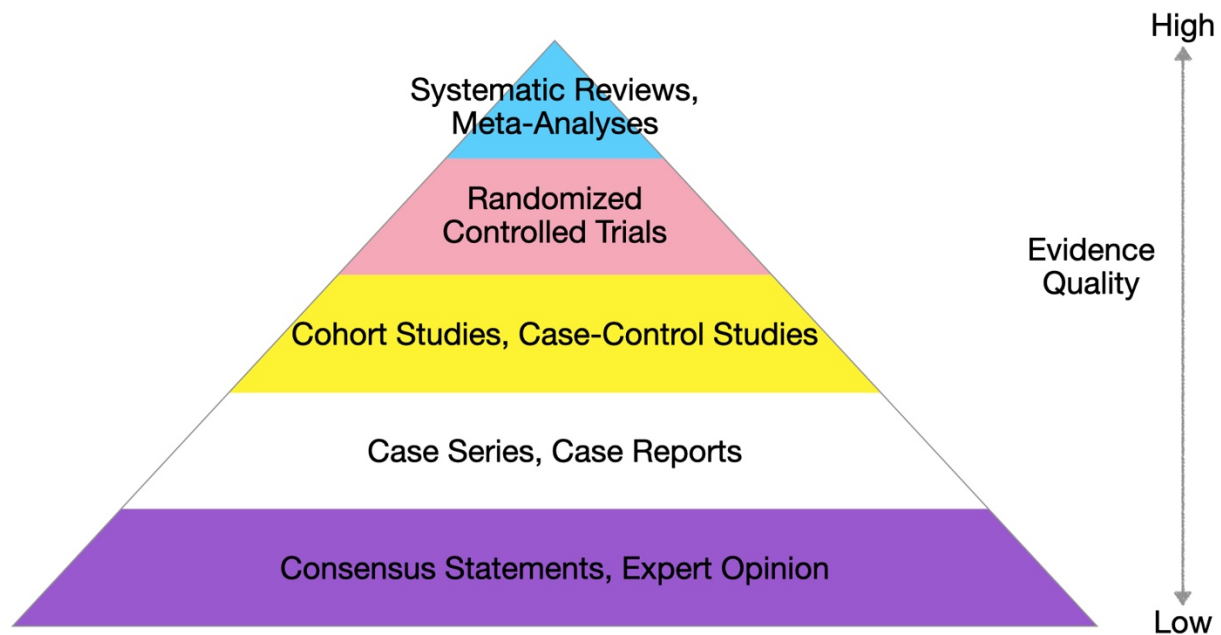 High
Systematic Reviews,
Meta-Analyses
Randomized
Controlled Trials
Evidence
Quality
Cohort Studies, Case-Control Studies
Case Series, Case Reports
Consensus Statements, Expert Opinion
Low